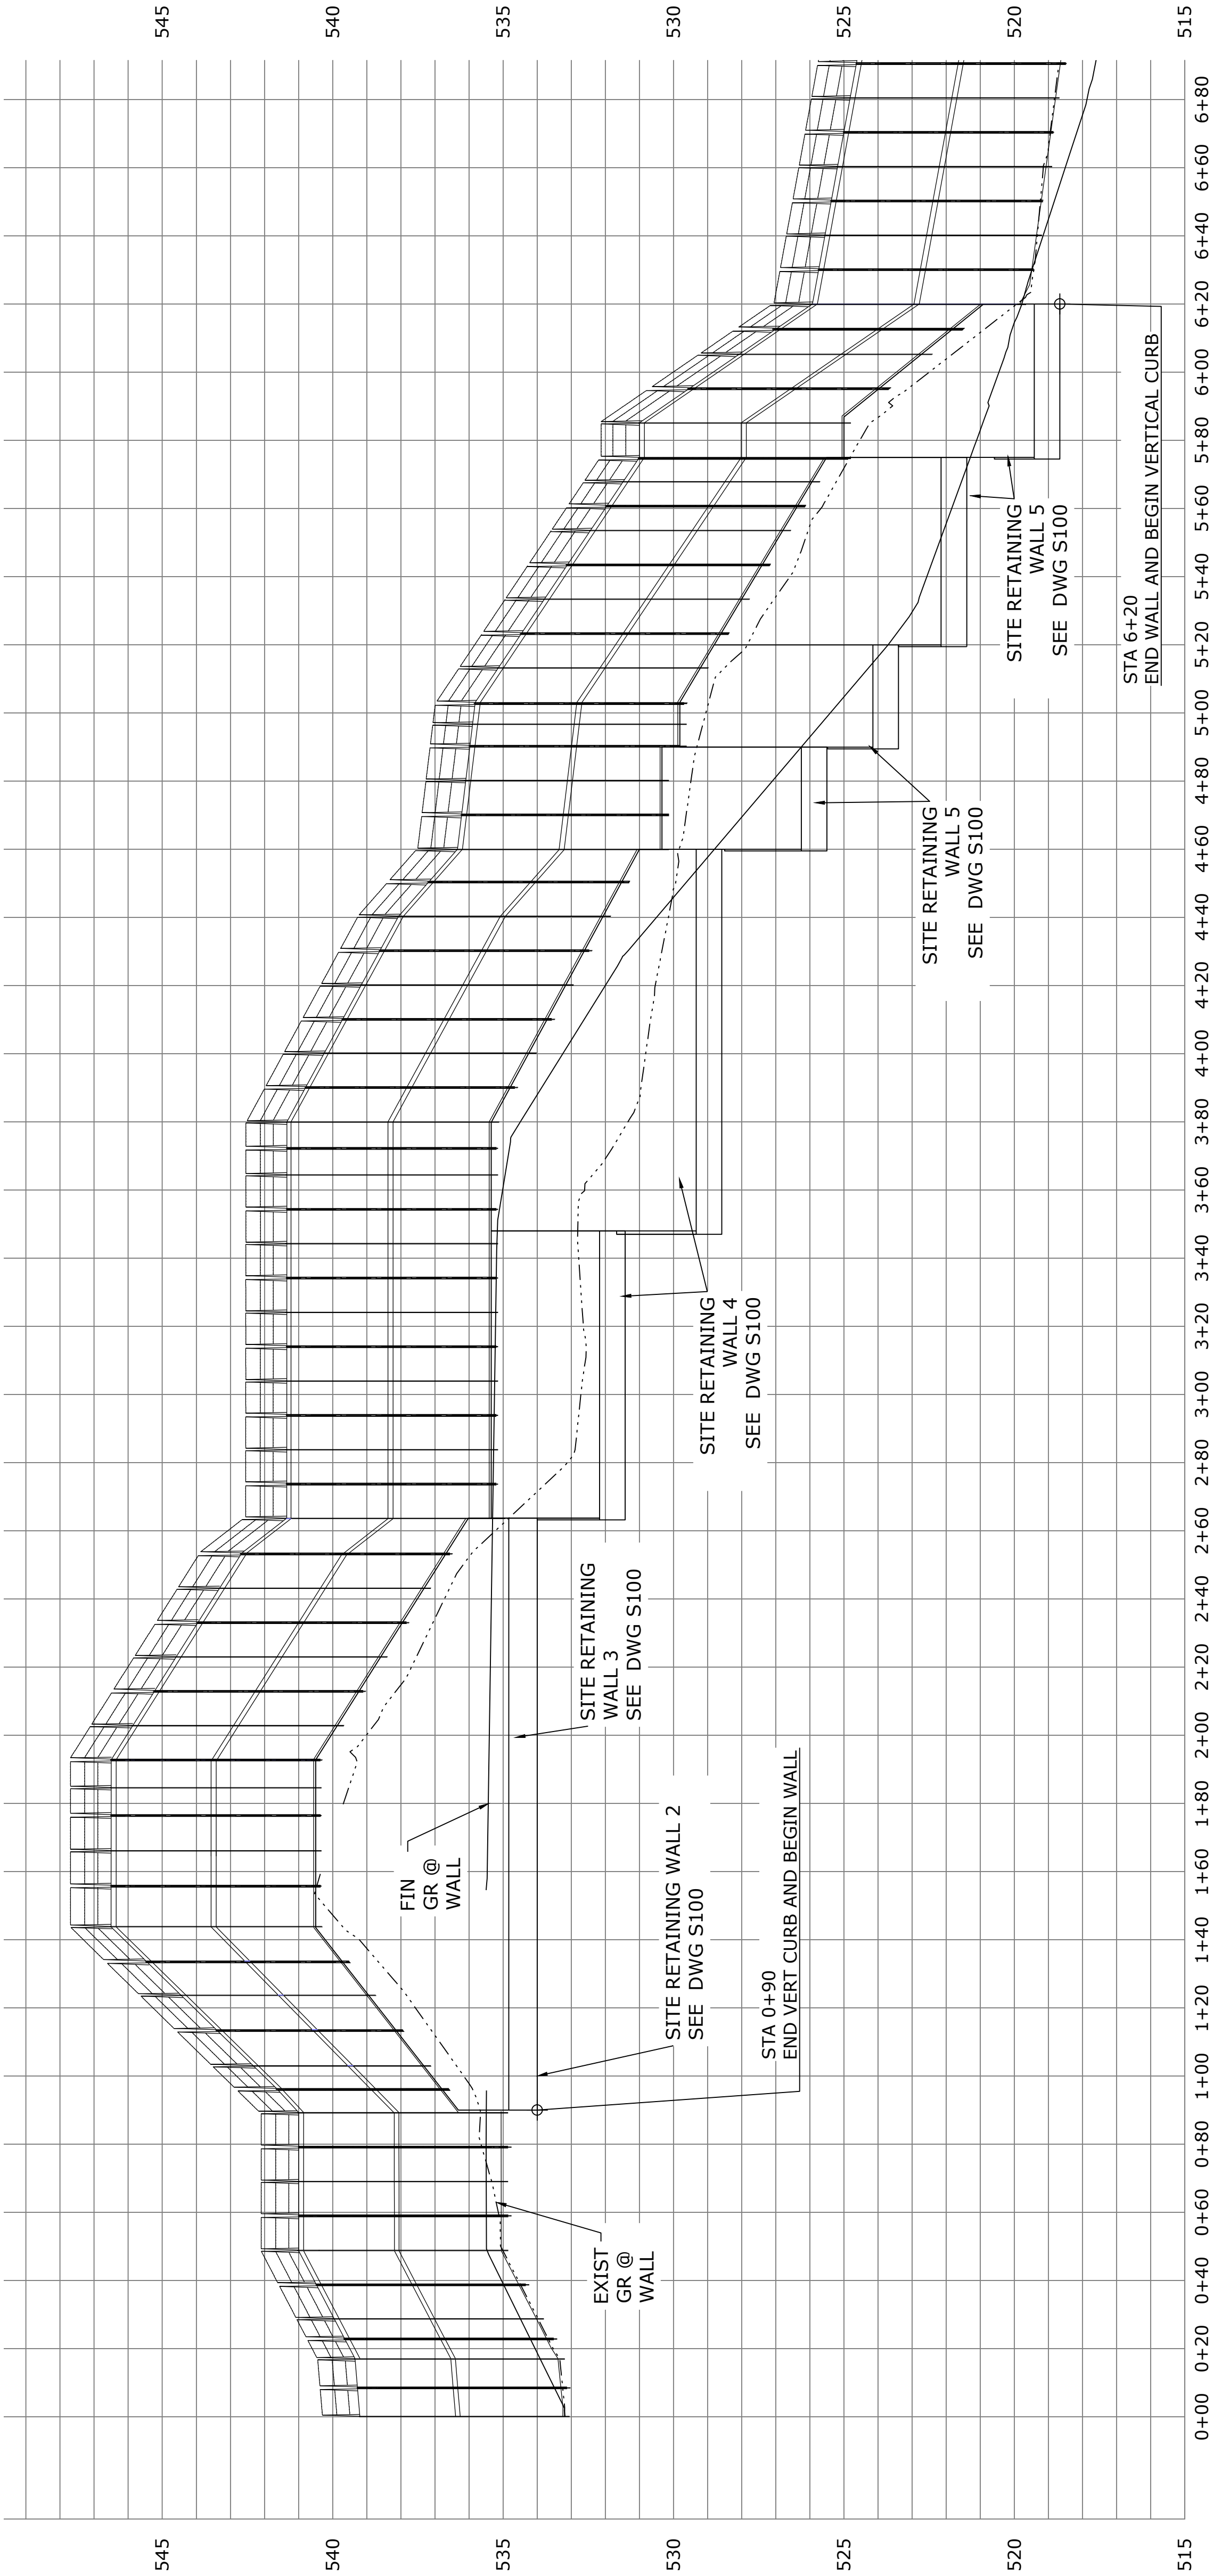 545
540
535
530
525
520
515
545
540
535
530
525
520
515
0+00
0+20
0+40
0+60
0+80
1+00
1+20
1+40
1+60
1+80
2+00
2+20
2+40
2+60
2+80
3+00
3+20
3+40
3+60
3+80
4+00
4+20
4+40
4+60
4+80
5+00
5+20
5+40
5+60
5+80
6+00
6+20
6+40
6+60
6+80
EXIST
GR @
WALL
FIN
GR @
WALL
SITE RETAINING WALL 2
SEE DWG S100
STA 0+90
END VERT CURB AND BEGIN WALL
SITE RETAINING
WALL 3
SEE DWG S100
SITE RETAINING
WALL 4
SEE DWG S100
SITE RETAINING
WALL 5
SEE DWG S100
SITE RETAINING
WALL 5
SEE DWG S100
STA 6+20
END WALL AND BEGIN VERTICAL CURB